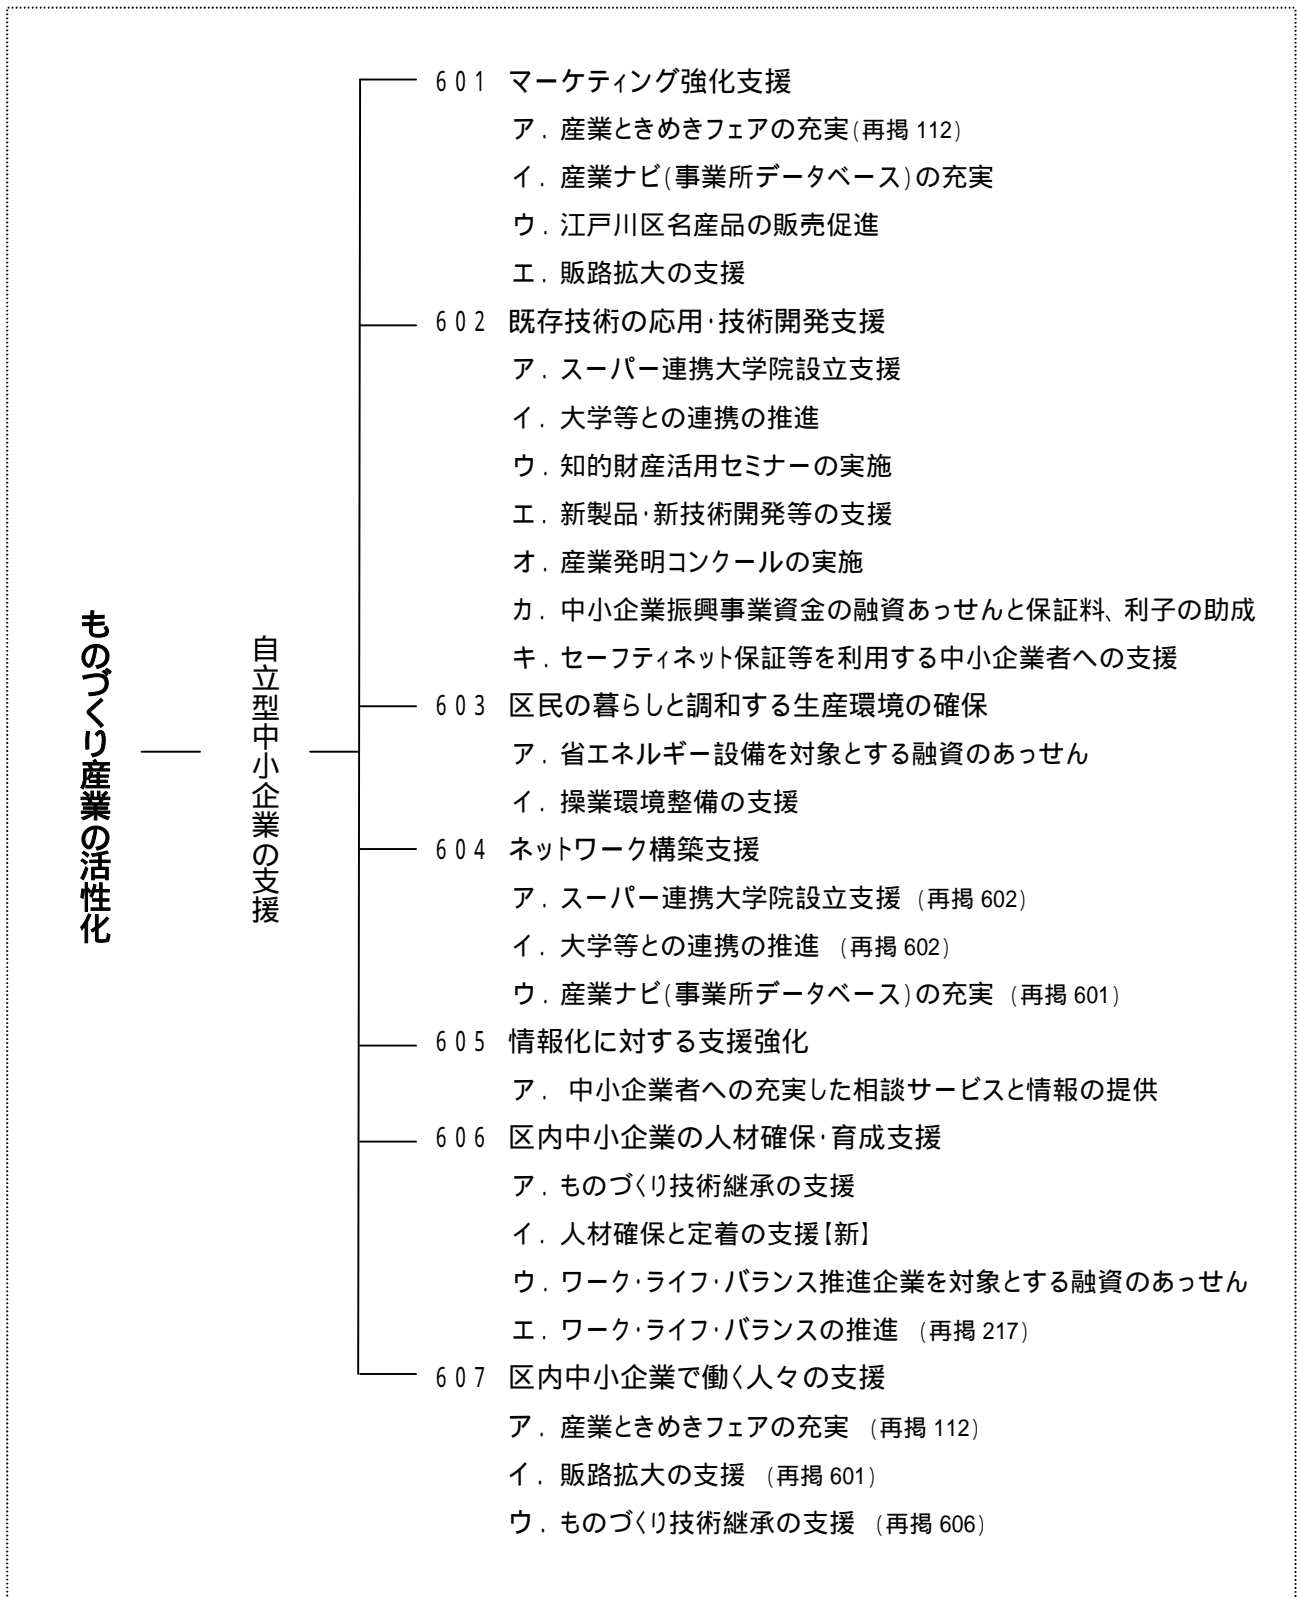 ものづくり産業の活性化
自立型中小企業の支援
601 マーケティング強化支援
ア．産業ときめきフェアの充実(再掲 112)
イ．産業ナビ(事業所データベース)の充実
ウ．江戸川区名産品の販売促進
エ．販路拡大の支援
602 既存技術の応用･技術開発支援
ア．スーパー連携大学院設立支援
イ．大学等との連携の推進
ウ．知的財産活用セミナーの実施
エ．新製品･新技術開発等の支援
オ．産業発明コンクールの実施
カ．中小企業振興事業資金の融資あっせんと保証料、利子の助成
キ．セーフティネット保証等を利用する中小企業者への支援
603 区民の暮らしと調和する生産環境の確保
ア．省エネルギー設備を対象とする融資のあっせん
イ．操業環境整備の支援
604 ネットワーク構築支援
ア．スーパー連携大学院設立支援 (再掲 602)
イ．大学等との連携の推進 (再掲 602)
ウ．産業ナビ(事業所データベース)の充実 (再掲 601)
605 情報化に対する支援強化
ア． 中小企業者への充実した相談サービスと情報の提供
606 区内中小企業の人材確保･育成支援
ア．ものづくり技術継承の支援
イ．人材確保と定着の支援【新】
ウ．ワーク･ライフ･バランス推進企業を対象とする融資のあっせん
エ．ワーク･ライフ･バランスの推進 (再掲 217)
607 区内中小企業で働く人々の支援
ア．産業ときめきフェアの充実 (再掲 112)
イ．販路拡大の支援 (再掲 601)
ウ．ものづくり技術継承の支援 (再掲 606)